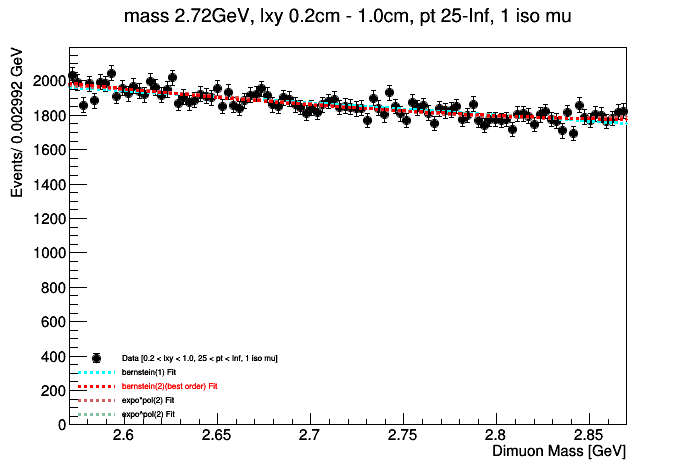 mass 2.72GeV, lxy 0.2cm - 1.0cm, pt 25-Inf, 1 iso mu
Events/ 0.002992 GeV
2000
1800
1600
1400
1200
1000
800
600
400
200
0
Data [0.2 < lxy < 1.0, 25 < pt < Inf, 1 iso mu]
bernstein(1) Fit
bernstein(2)(best order) Fit
expo*pol(2) Fit
expo^pol(2) Fit
2.6 2.65 2.7 2.75 2.8 2.85
Dimuon Mass [GeV]